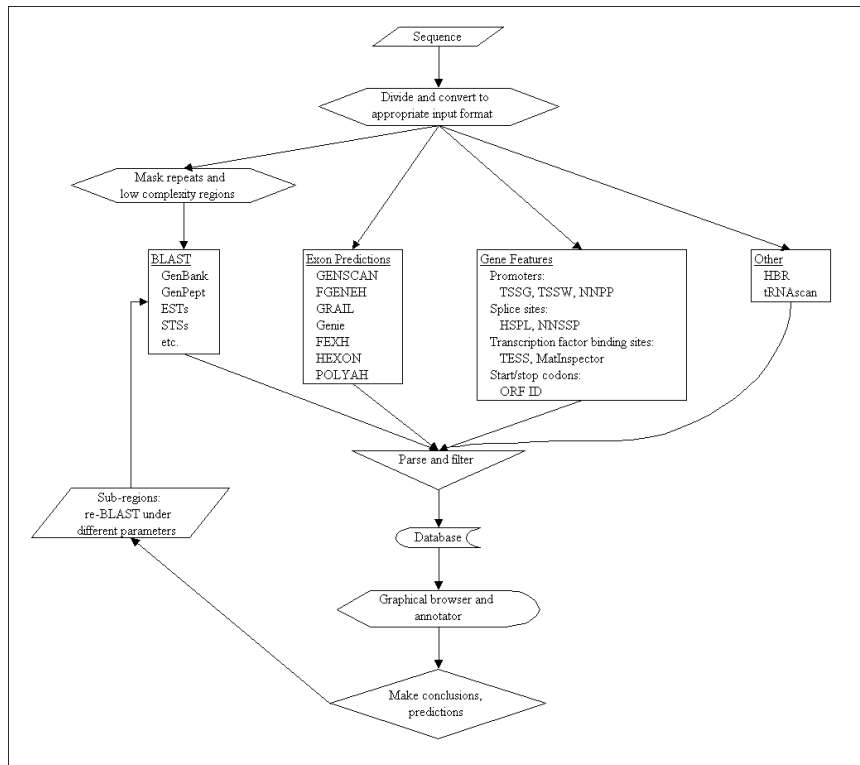 Sequence
Divide and convert to
appropriate input format
Mask repeats and
low complexity regions
BLAST
GenBank
GenPept
ESTs
STSs
etc.
Exon Predictions
GENSCAN
FGENEH
GRAIL
Genie
FEXH
HEXON
POLYAH
Gene Features
Promoters:
TSSG, TSSW, NNPP
Splice sites:
HSPL, NNSSP
Transcription factor binding sites:
TESS, MatInspector
Start/stop codons:
ORF ID
Other
HBR
tRNAscan
Parse and filter
Sub-regions:
re-BLAST under
different parameters
Database
Graphical browser and
annotator
Make conclusions,
predictions